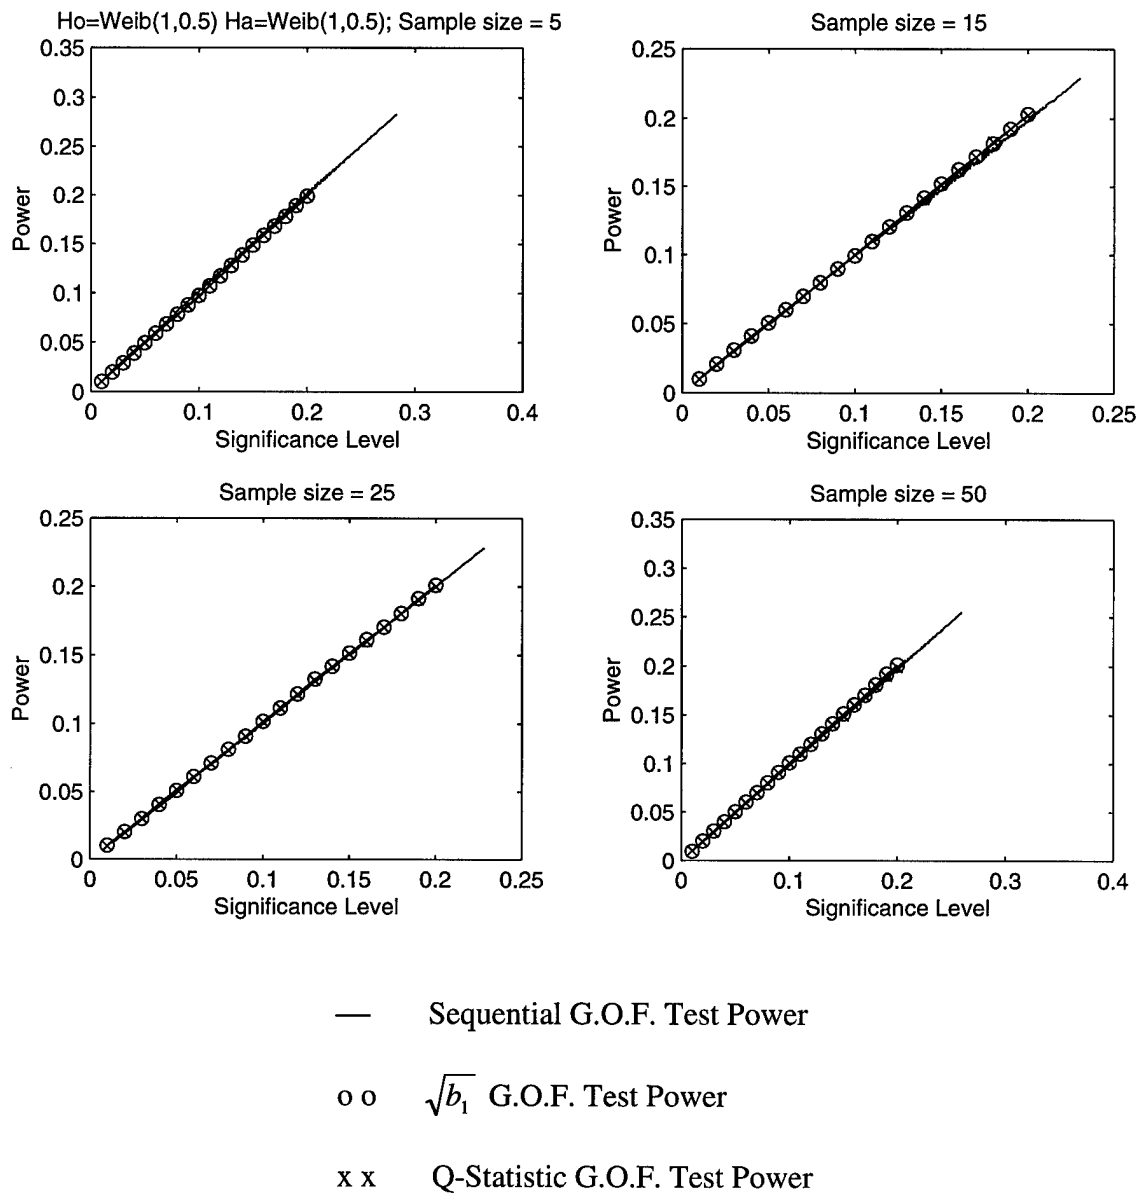 Ho=Weib(1,0.5) Ha=Weib(1,0.5); Sample size = 5
0.35
0.3
0.25
0.2
0.15
0.1
0.05
0
Power
0 0.1 0.2 0.3 0.4
Significance Level
Sample size = 15
0.25
0.2
0.15
0.1
0.05
0
Power
0 0.05 0.1 0.15 0.2 0.25
Significance Level
Sample size = 25
0.25
0.2
0.15
0.1
0.05
0
Power
0 0.05 0.1 0.15 0.2 0.25
Significance Level
Sample size = 50
0.35
0.3
0.25
0.2
0.15
0.1
0.05
0
Power
0 0.1 0.2 0.3 0.4
Significance Level
— Sequential G.O.F. Test Power
o o √b₁ G.O.F. Test Power
x x Q-Statistic G.O.F. Test Power